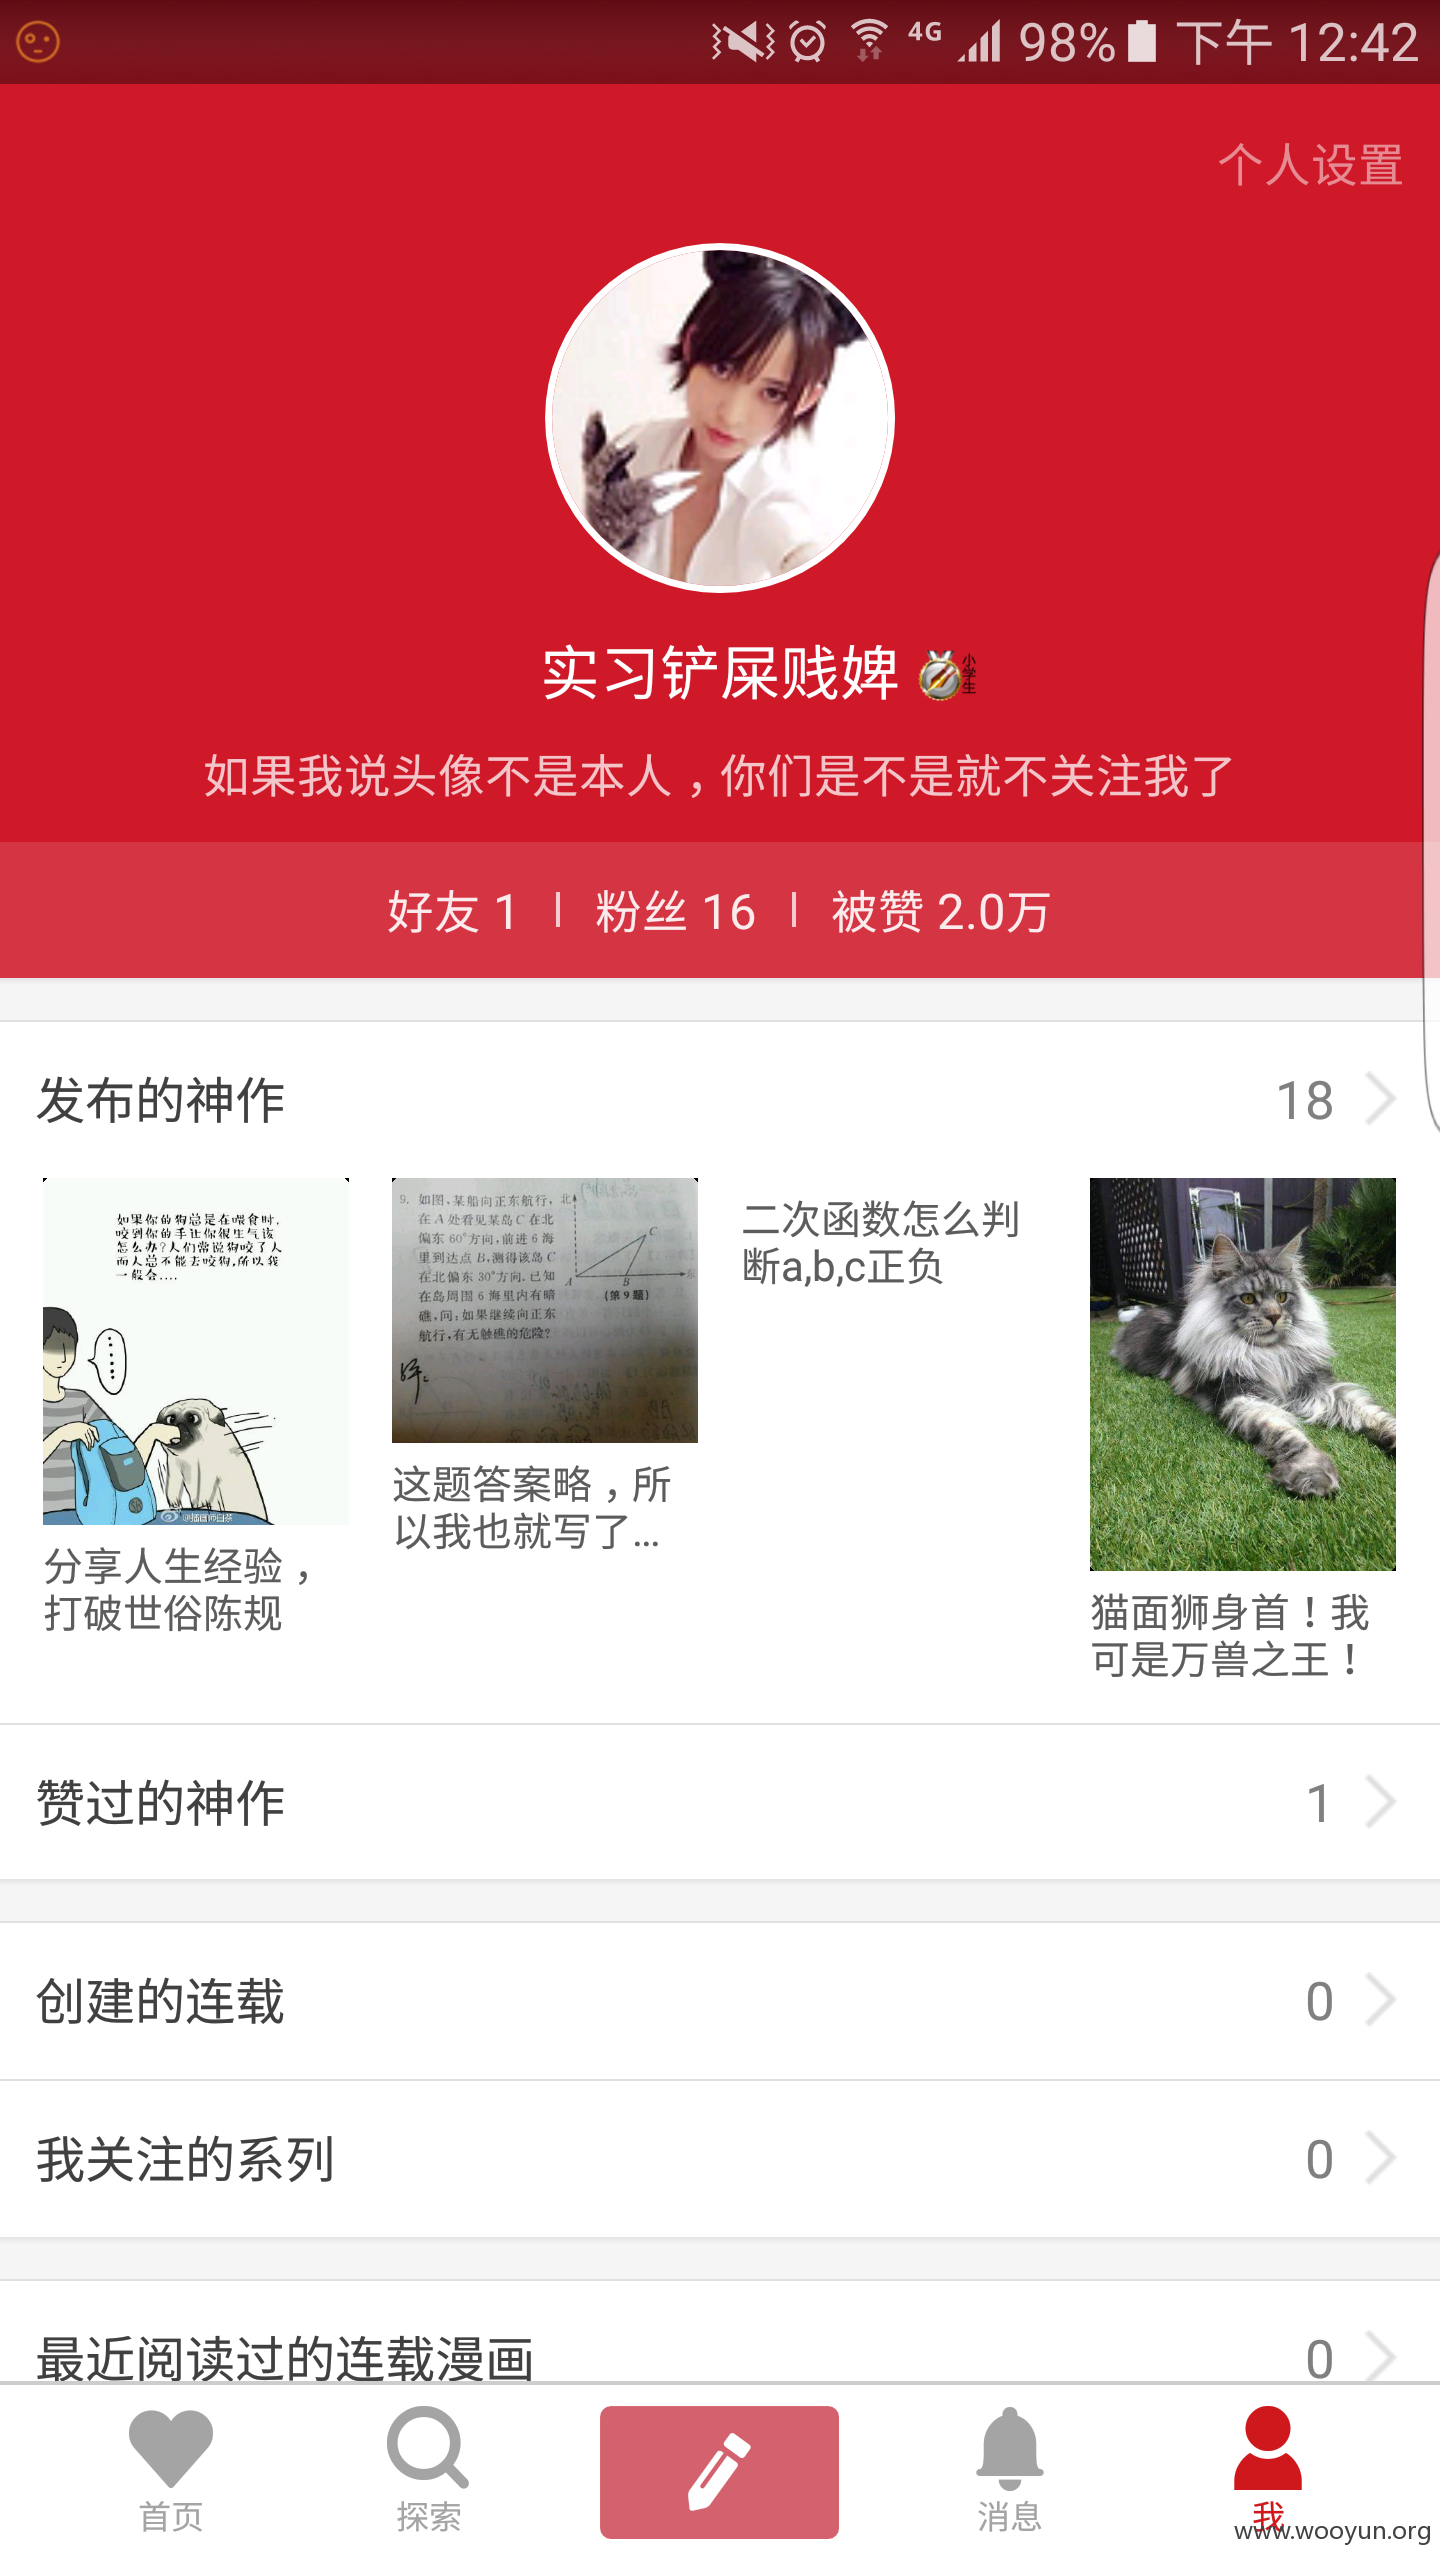 4G 98% 下午 12:42
个人设置
实习铲屎贱婢
小学生
如果我说头像不是本人，你们是不是就不关注我了
好友 1 | 粉丝 16 | 被赞 2.0万
发布的神作 18
如果你的狗总是在喂食时,
咬到你的手让你很生气该
怎么办?人们常说狗咬了人
而人总不能去咬狗,所以我
一般会....
@插画师白茶
分享人生经验，
打破世俗陈规
9. 如图,某船向正东航行,
在 A 处看见某岛 C 在北
偏东 60°方向,前进 6 海
里到达点 B,测得该岛 C
在北偏东 30°方向.已知
在岛周围 6 海里内有暗
礁,问:如果继续向正东
航行,有无触礁的危险?
北
C
A
B
东
(第 9 题)
这题答案略，所
以我也就写了...
二次函数怎么判
断a,b,c正负
猫面狮身首！我
可是万兽之王！
赞过的神作 1
创建的连载 0
我关注的系列 0
最近阅读过的连载漫画 0
首页
探索
消息
我
www.wooyun.org